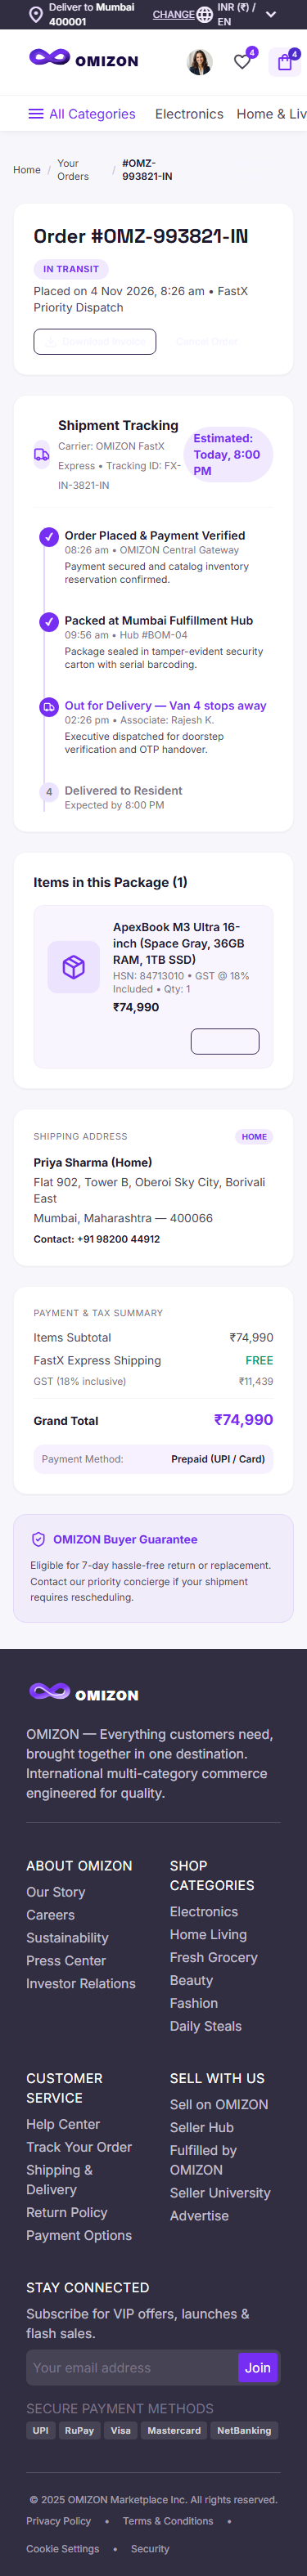 Deliver to Mumbai
400001
CHANGE
INR (₹) /
EN
OMIZON
4
4
All Categories
Electronics
Home & Liv
Home / Your Orders / #OMZ-993821-IN
Order #OMZ-993821-IN
IN TRANSIT
Placed on 4 Nov 2026, 8:26 am • FastX
Priority Dispatch
Download Invoice
Cancel Order
Shipment Tracking
Carrier: OMIZON FastX
Express • Tracking ID: FX-
IN-3821-IN
Estimated:
Today, 8:00
PM
Order Placed & Payment Verified
08:26 am • OMIZON Central Gateway
Payment secured and catalog inventory
reservation confirmed.
Packed at Mumbai Fulfillment Hub
09:56 am • Hub #BOM-04
Package sealed in tamper-evident security
carton with serial barcoding.
Out for Delivery — Van 4 stops away
02:26 pm • Associate: Rajesh K.
Executive dispatched for doorstep
verification and OTP handover.
4
Delivered to Resident
Expected by 8:00 PM
Items in this Package (1)
ApexBook M3 Ultra 16-
inch (Space Gray, 36GB
RAM, 1TB SSD)
HSN: 84713010 • GST @ 18%
Included • Qty: 1
₹74,990
SHIPPING ADDRESS
HOME
Priya Sharma (Home)
Flat 902, Tower B, Oberoi Sky City, Borivali
East
Mumbai, Maharashtra — 400066
Contact: +91 98200 44912
PAYMENT & TAX SUMMARY
Items Subtotal ₹74,990
FastX Express Shipping FREE
GST (18% inclusive) ₹11,439
Grand Total ₹74,990
Payment Method: Prepaid (UPI / Card)
OMIZON Buyer Guarantee
Eligible for 7-day hassle-free return or replacement.
Contact our priority concierge if your shipment
requires rescheduling.
OMIZON
OMIZON — Everything customers need,
brought together in one destination.
International multi-category commerce
engineered for quality.
ABOUT OMIZON
Our Story
Careers
Sustainability
Press Center
Investor Relations
SHOP
CATEGORIES
Electronics
Home Living
Fresh Grocery
Beauty
Fashion
Daily Steals
CUSTOMER
SERVICE
Help Center
Track Your Order
Shipping &
Delivery
Return Policy
Payment Options
SELL WITH US
Sell on OMIZON
Seller Hub
Fulfilled by
OMIZON
Seller University
Advertise
STAY CONNECTED
Subscribe for VIP offers, launches &
flash sales.
Your email address
Join
SECURE PAYMENT METHODS
UPI RuPay Visa Mastercard NetBanking
© 2025 OMIZON Marketplace Inc. All rights reserved.
Privacy Policy • Terms & Conditions •
Cookie Settings • Security